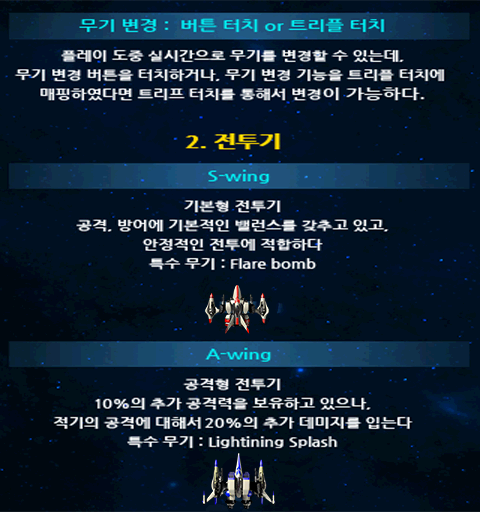 무기 변경 : 버튼 터치 or 트리플 터치
플레이 도중 실시간으로 무기를 변경할 수 있는데,
무기 변경 버튼을 터치하거나, 무기 변경 기능을 트리플 터치에
매핑하였다면 트리프 터치를 통해서 변경이 가능하다.
2. 전투기
S-wing
기본형 전투기
공격, 방어에 기본적인 밸런스를 갖추고 있고,
안정적인 전투에 적합하다
특수 무기 : Flare bomb
A-wing
공격형 전투기
10%의 추가 공격력을 보유하고 있으나,
적기의 공격에 대해서 20%의 추가 데미지를 입는다
특수 무기 : Lightining Splash